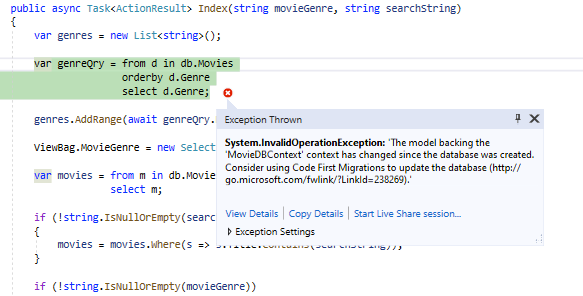 public async Task<ActionResult> Index(string movieGenre, string searchString)
{
var genres = new List<string>();
var genreQry = from d in db.Movies
orderby d.Genre
select d.Genre;
genres.AddRange(await genreQry.
Exception Thrown
System.InvalidOperationException: 'The model backing the
'MovieDBContext' context has changed since the database was created.
Consider using Code First Migrations to update the database (http://
go.microsoft.com/fwlink/?LinkId=238269).'
View Details | Copy Details | Start Live Share session...
Exception Settings
ViewBag.MovieGenre = new Select
var movies = from m in db.Movie
select m;
if (!string.IsNullOrEmpty(sear
{
movies = movies.Where(s => s.Title.Contains(searchString));
}
if (!string.IsNullOrEmpty(movieGenre))